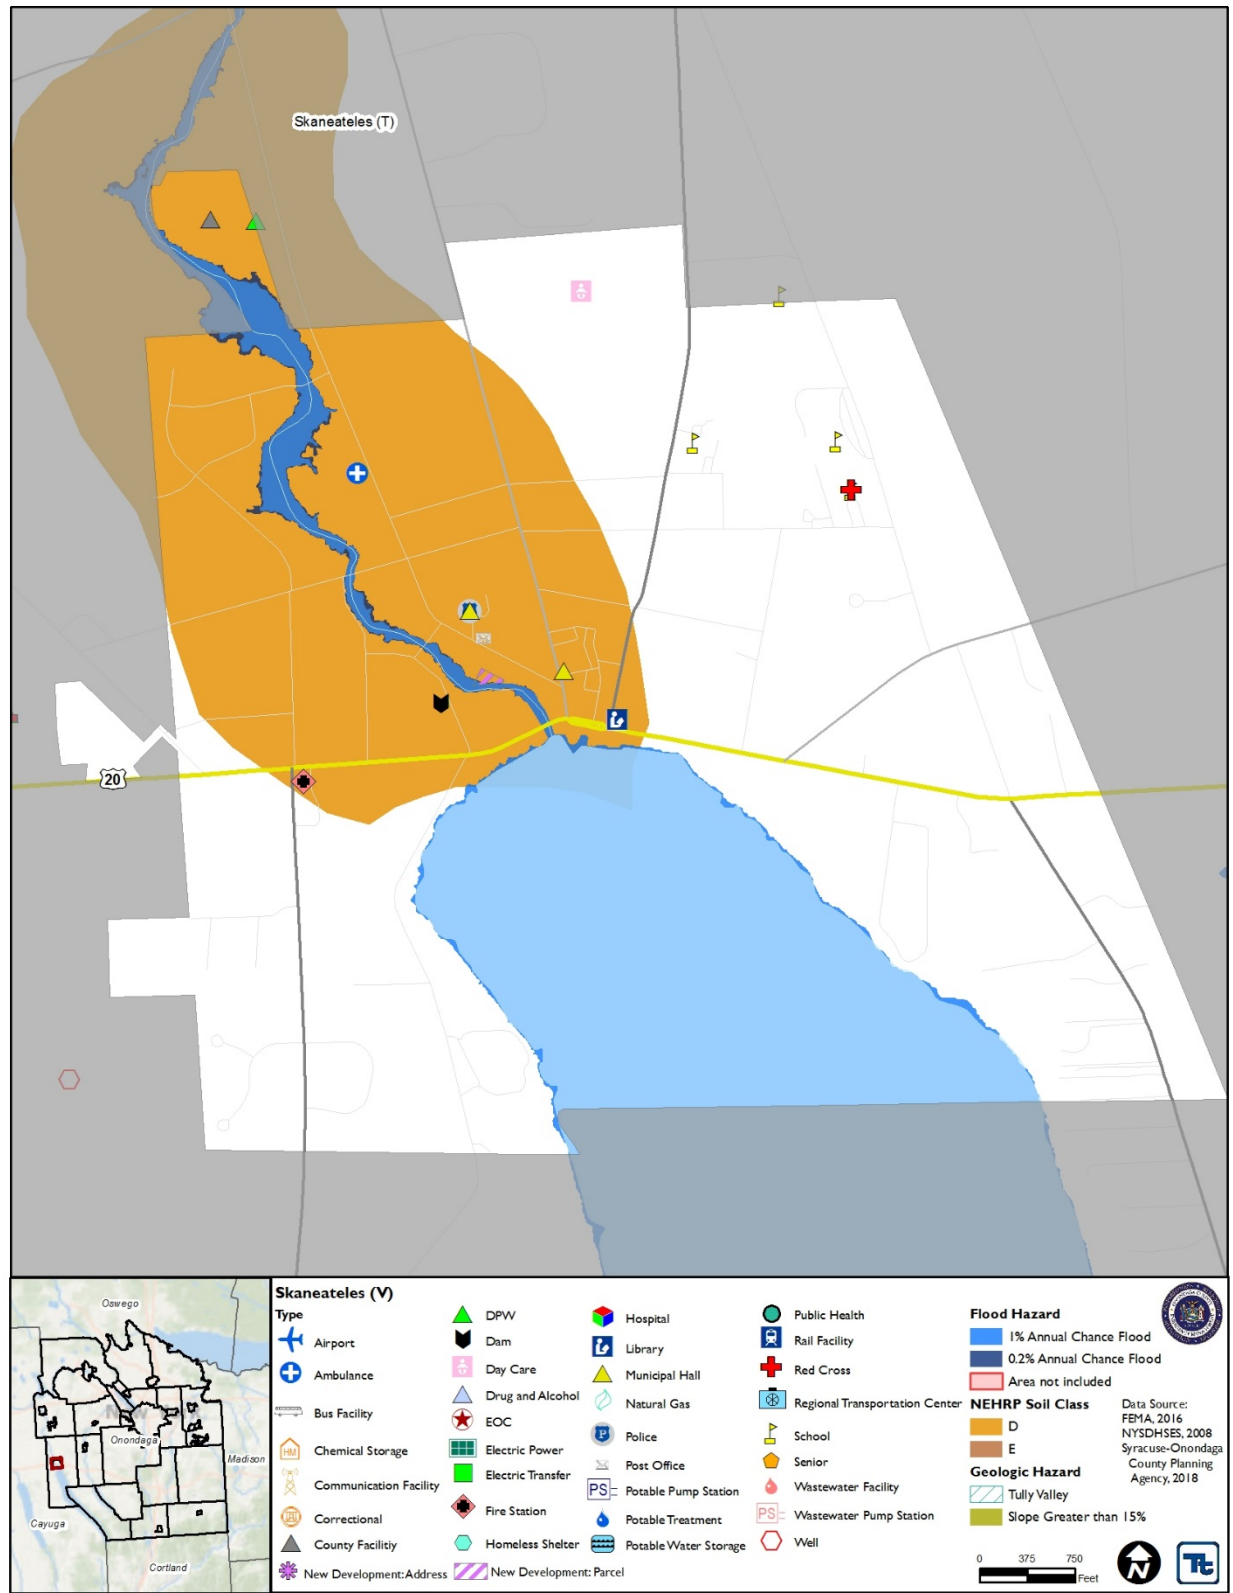 Skaneateles (T)
20
Oswego
Onondaga
Madison
Cayuga
Cortland
Skaneateles (V)
Type
Airport
Ambulance
Bus Facility
HM
Chemical Storage
Communication Facility
Correctional
County Facilitiy
New Development: Address
DPW
Dam
Day Care
Drug and Alcohol
EOC
Electric Power
Electric Transfer
Fire Station
Homeless Shelter
New Development: Parcel
Hospital
Library
Municipal Hall
Natural Gas
P
Police
Post Office
PS
Potable Pump Station
Potable Treatment
Potable Water Storage
Public Health
Rail Facility
Red Cross
Regional Transportation Center
School
Senior
Wastewater Facility
PS
Wastewater Pump Station
Well
Flood Hazard
1% Annual Chance Flood
0.2% Annual Chance Flood
Area not included
NEHRP Soil Class
D
E
Geologic Hazard
Tully Valley
Slope Greater than 15%
Data Source:
FEMA, 2016
NYSDHSES, 2008
Syracuse-Onondaga
County Planning
Agency, 2018
0 375 750
Feet
N
Tt